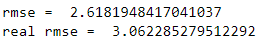 rmse =  2.6181948417041037
real rmse =  3.062285279512292